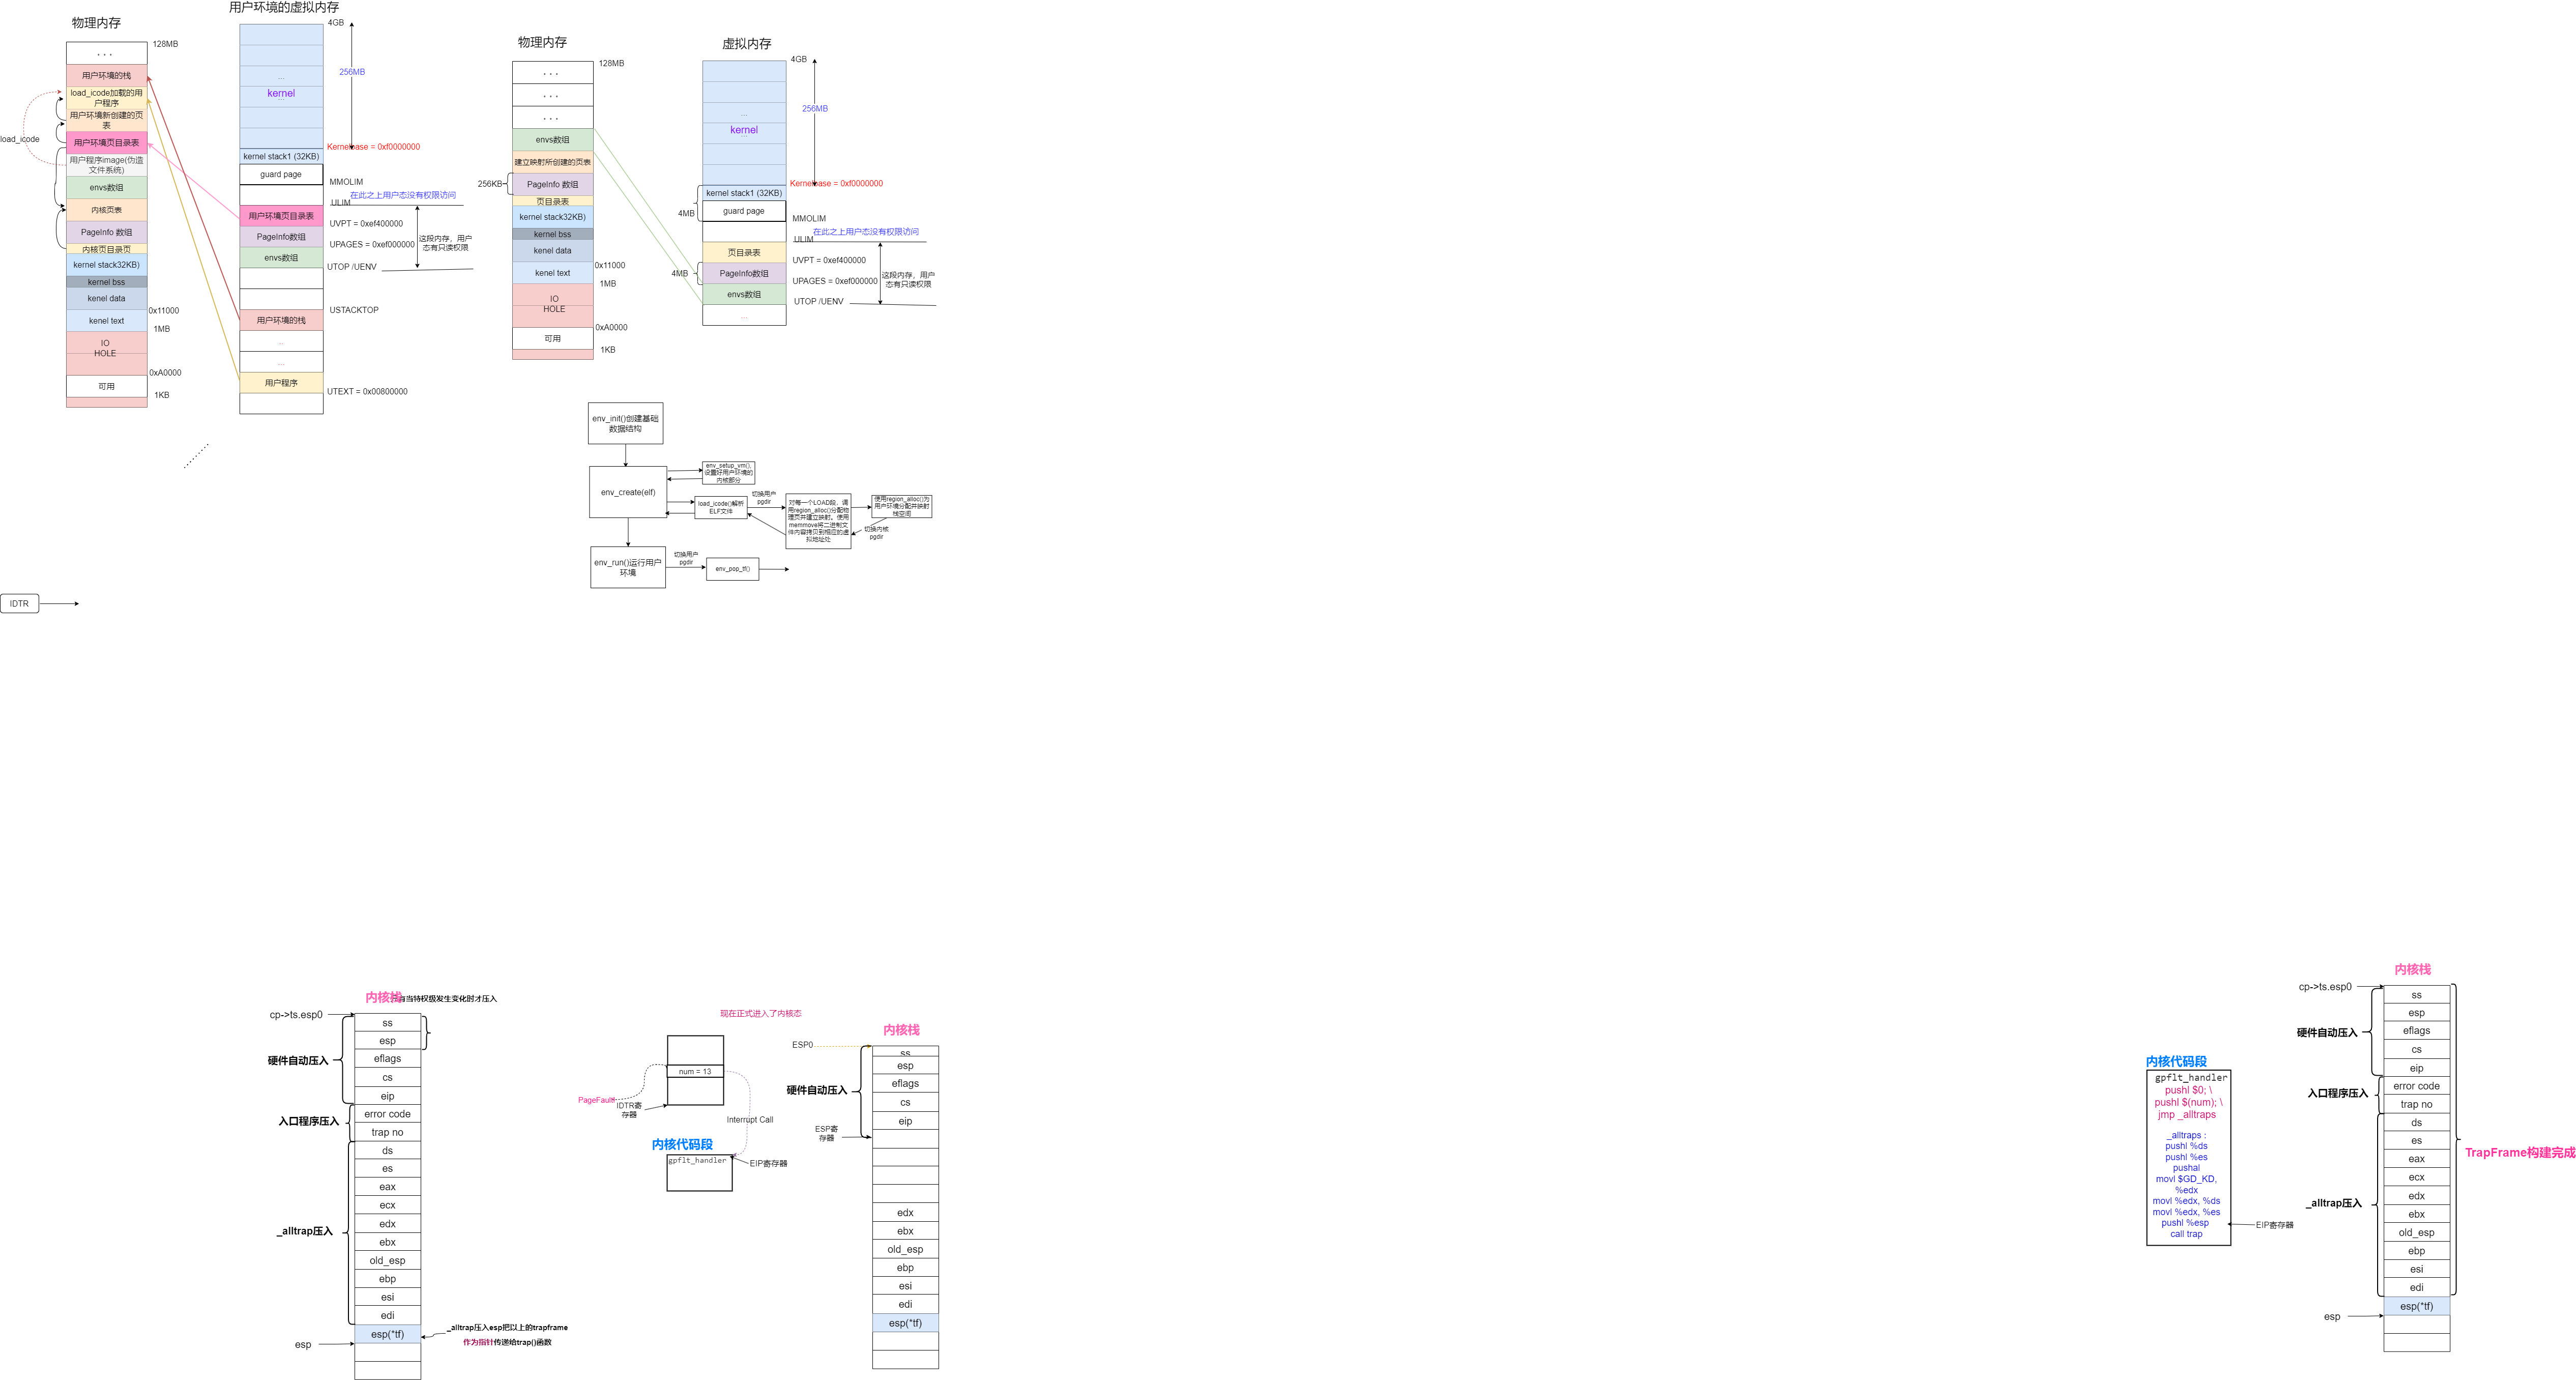 物理内存
128MB
. . .
用户环境的栈
load_icode加载的用
户程序
用户环境新创建的页
表
load_icode
用户环境页目录表
用户程序image(伪造
文件系统)
envs数组
内核页表
PageInfo 数组
内核页目录页
kernel stack32KB)
kernel bss
kenel data
0x11000
kenel text
1MB
IO
HOLE
0xA0000
可用
1KB
用户环境的虚拟内存
4GB
...
256MB
kernel
...
Kernelbase = 0xf0000000
kernel stack1 (32KB)
guard page
MMOLIM
在此之上用户态没有权限访问
ULIM
用户环境页目录表
UVPT = 0xef400000
PageInfo数组
UPAGES = 0xef000000
这段内存，用户
态有只读权限
envs数组
UTOP /UENV
USTACKTOP
用户环境的栈
...
...
用户程序
UTEXT = 0x00800000
物理内存
128MB
. . .
. . .
. . .
envs数组
建立映射所创建的页表
256KB
PageInfo 数组
页目录表
kernel stack32KB)
kernel bss
kenel data
0x11000
kenel text
1MB
IO
HOLE
0xA0000
可用
1KB
虚拟内存
4GB
...
256MB
kernel
...
Kernelbase = 0xf0000000
kernel stack1 (32KB)
4MB
guard page
MMOLIM
在此之上用户态没有权限访问
ULIM
页目录表
UVPT = 0xef400000
4MB
PageInfo数组
UPAGES = 0xef000000
这段内存，用户
态有只读权限
envs数组
UTOP /UENV
...
env_init()创建基础
数据结构
env_create(elf)
env_setup_vm(),
设置好用户环境的
内核部分
load_icode()解析
ELF文件
切换用户
pgdir
对每一个LOAD段，调
用region_alloc()分配物
理页并建立映射。使用
memmove将二进制文
件内容拷贝到相应的虚
拟地址处
使用region_alloc()为
用户环境分配并映射
栈空间
切换内核
pgdir
env_run()运行用户
环境
切换用户
pgdir
env_pop_tf()
IDTR
内核栈
当特权极发生变化时才压入
cp->ts.esp0
ss
esp
硬件自动压入
eflags
cs
eip
入口程序压入
error code
trap no
ds
es
eax
ecx
edx
_alltrap压入
ebx
old_esp
ebp
esi
edi
esp(*tf)
esp
_alltrap压入esp把以上的trapframe
作为指针传递给trap()函数
现在正式进入了内核态
num = 13
PageFault
IDTR寄
存器
Interrupt Call
内核代码段
gpflt_handler
EIP寄存器
内核栈
ESP0
ss
esp
硬件自动压入
eflags
cs
eip
ESP寄
存器
edx
ebx
old_esp
ebp
esi
edi
esp(*tf)
内核代码段
gpflt_handler
pushl $0; \
pushl $(num); \
jmp _alltraps
_alltraps :
pushl %ds
pushl %es
pushal
movl $GD_KD,
%edx
movl %edx, %ds
movl %edx, %es
pushl %esp
call trap
EIP寄存器
内核栈
cp->ts.esp0
ss
esp
硬件自动压入
eflags
cs
eip
入口程序压入
error code
trap no
ds
es
TrapFrame构建完成
eax
ecx
edx
_alltrap压入
ebx
old_esp
ebp
esi
edi
esp(*tf)
esp